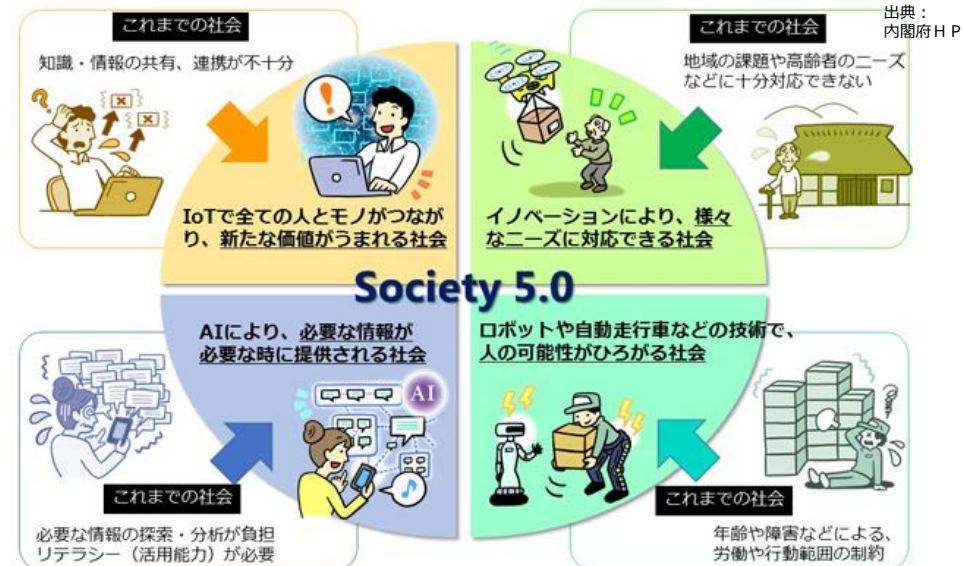 出典：
内閣府ＨＰ
これまでの社会
知識・情報の共有、連携が不十分
IoTで全ての人とモノがつなが
り、新たな価値がうまれる社会
これまでの社会
地域の課題や高齢者のニーズ
などに十分対応できない
イノベーションにより、様々
なニーズに対応できる社会
Society 5.0
AIにより、必要な情報が
必要な時に提供される社会
AI
これまでの社会
必要な情報の探索・分析が負担
リテラシー（活用能力）が必要
ロボットや自動走行車などの技術で、
人の可能性がひろがる社会
これまでの社会
年齢や障害などによる、
労働や行動範囲の制約